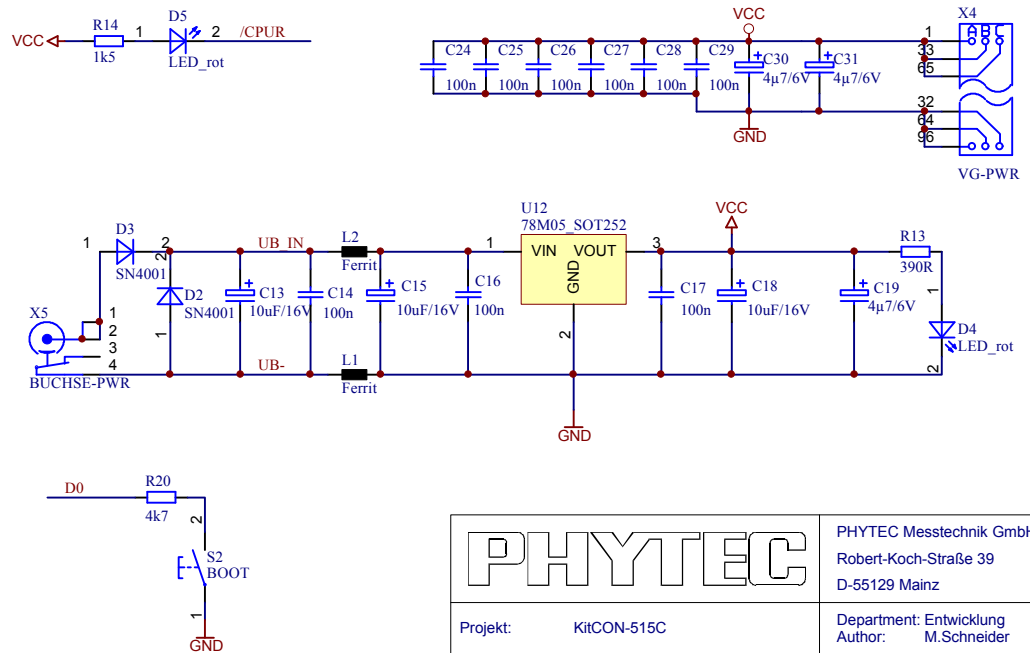 R14
D5
1
2
/CPUR
VCC
1k5
LED_rot
VCC
X4
C24
C25
C26
C27
C28
C29
C30
4µ7/6V
C31
4µ7/6V
100n
100n
100n
100n
100n
100n
+
+
1
33
65
A B C
32
64
96
GND
VG-PWR
U12
78M05_SOT252
D3
1
2
SN4001
UB_IN
L2
Ferrit
1
VIN
VOUT
GND
3
2
VCC
R13
390R
2
D2
SN4001
1
+
C13
10uF/16V
C14
100n
+
C15
10uF/16V
C16
100n
C17
100n
+
C18
10uF/16V
+
C19
4µ7/6V
1
D4
LED_rot
2
X5
1
2
3
4
BUCHSE-PWR
UB-
L1
Ferrit
GND
D0
R20
4k7
2
S2
BOOT
1
GND
PHYTEC
PHYTEC Messtechnik GmbH
Robert-Koch-Straße 39
D-55129 Mainz
Projekt: KitCON-515C
Department: Entwicklung
Author: M.Schneider